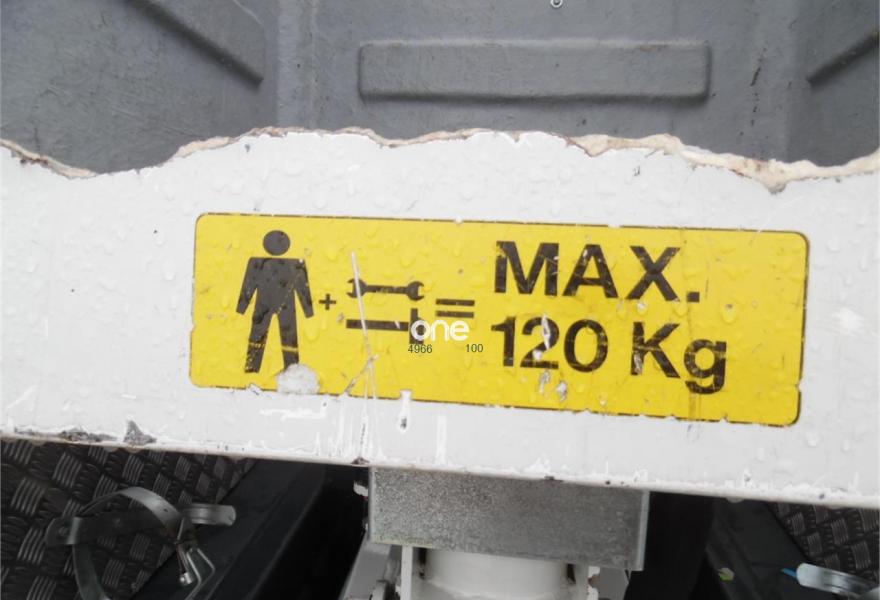 MAX.
120 Kg
+ =
one
4966 100